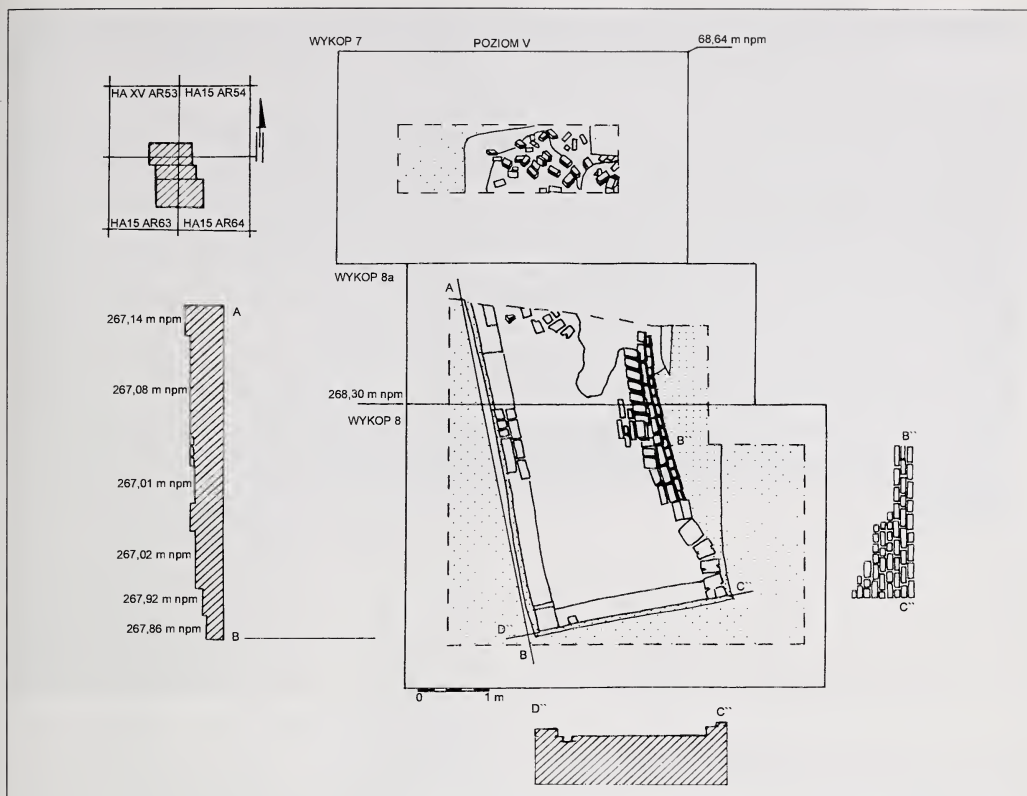 WYKOP 7
POZIOM V
68,64 m npm
HA XV AR53
HA15 AR54
HA15 AR63
HA15 AR64
WYKOP 8a
A
A
267,14 m npm
267,08 m npm
268,30 m npm
WYKOP 8
B``
B``
267,01 m npm
267,02 m npm
267,92 m npm
C``
C``
267,86 m npm
D``
B
B
0 1 m
D``
C``